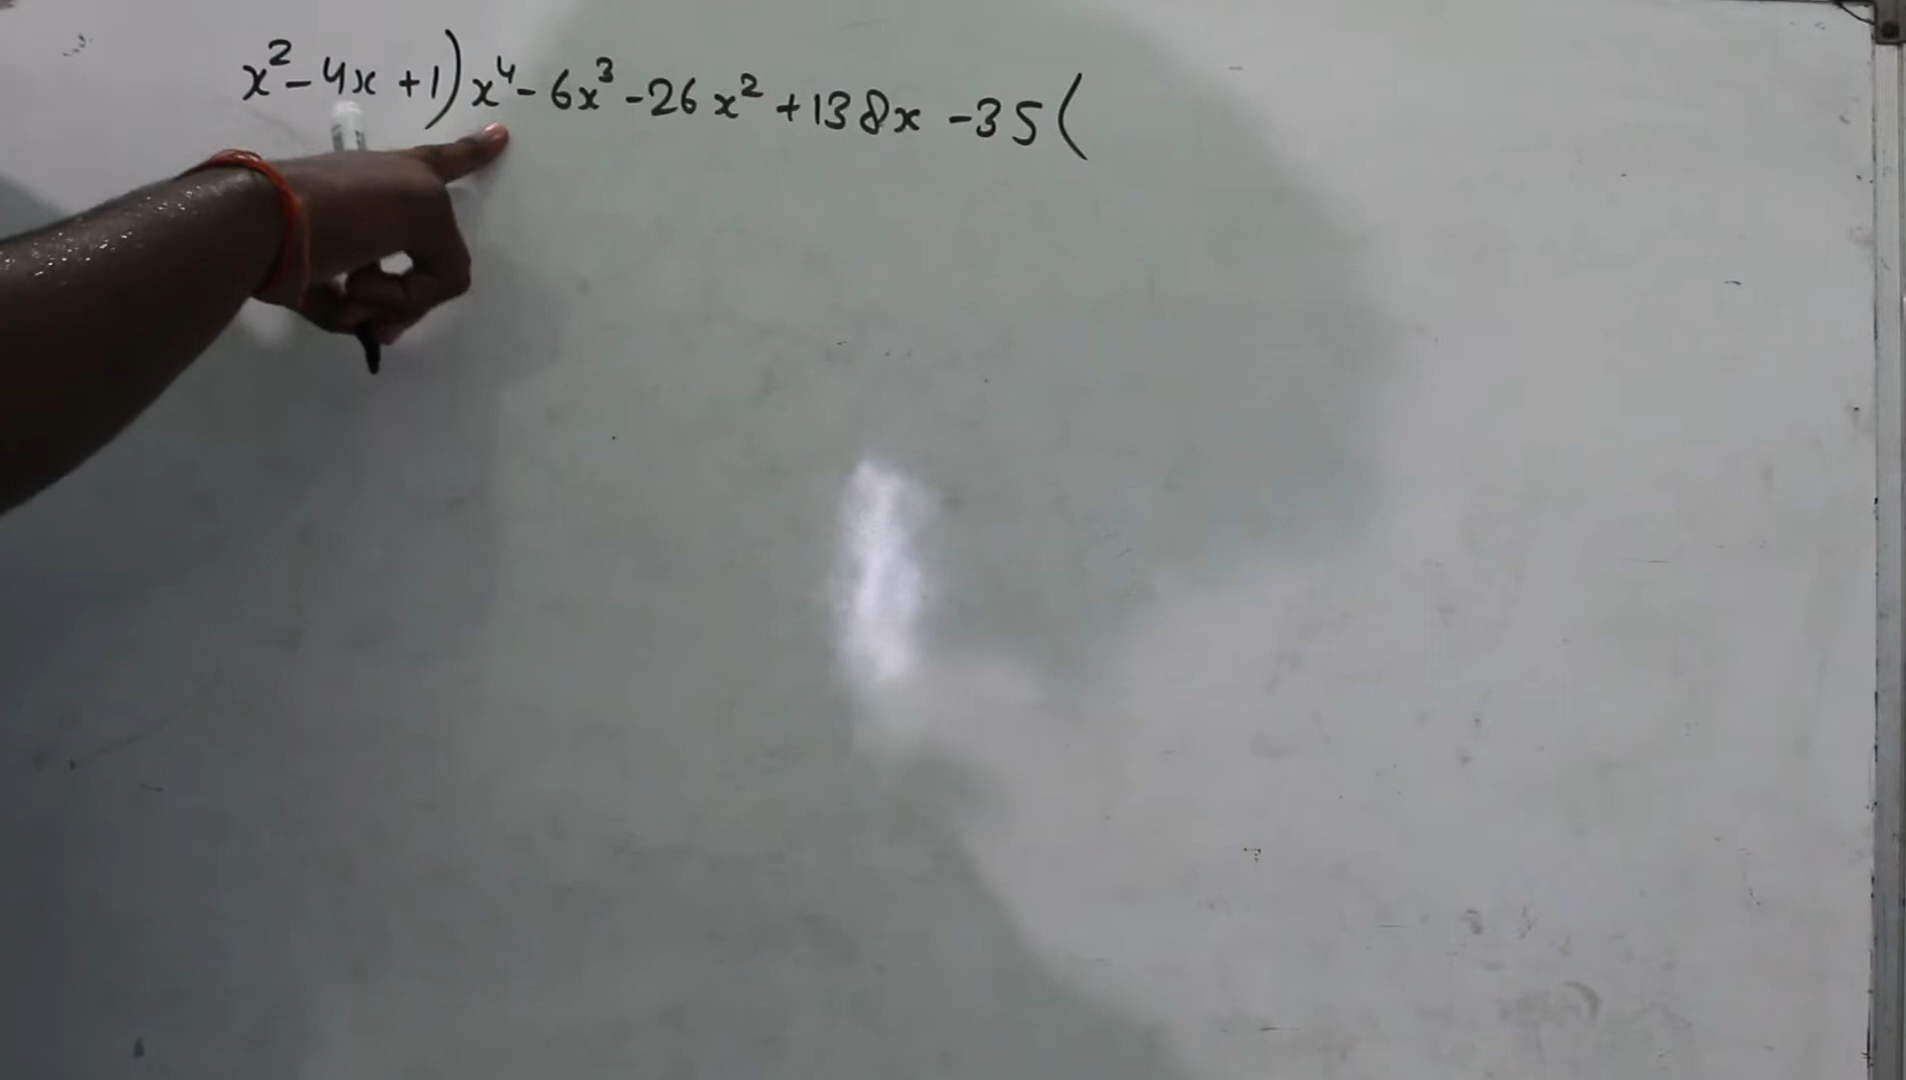 x² - 4x + 1) x⁴ - 6x³ - 26x² + 138x - 35 (